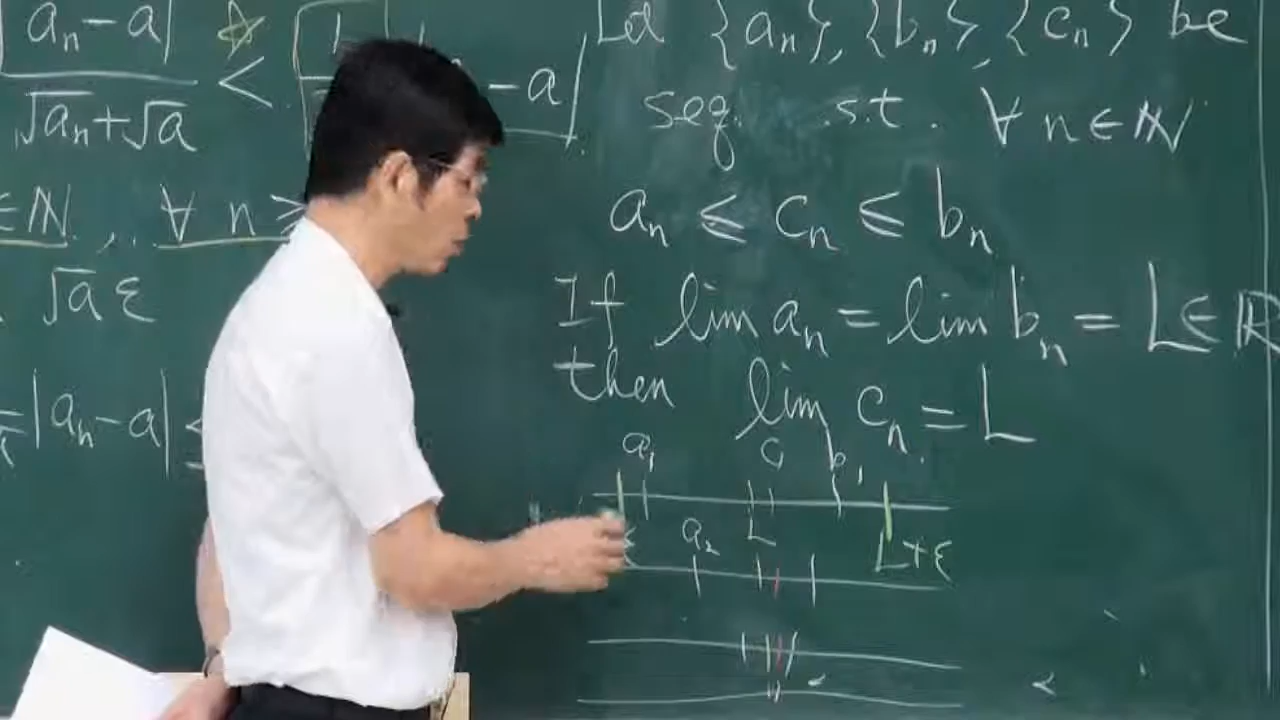 |aₙ-a| / √aₙ+√a < |aₙ-a|
∈ℕ, ∀ n ≥
√a ε
=|aₙ-a| ≤
Let {aₙ}, {bₙ}, {cₙ} be
seq. s.t. ∀ n∈ℕ
aₙ ≤ cₙ ≤ bₙ
If lim aₙ = lim bₙ = L∈ℝ
then lim cₙ = L.
a₁ c₁ b₁
a₂ L L+ε